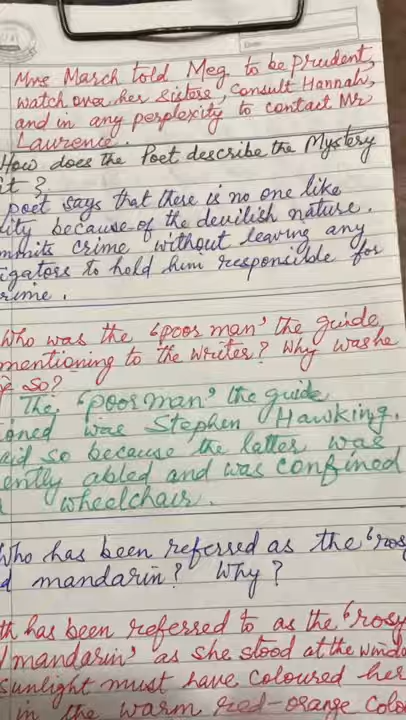 Mrs March told Meg to be prudent,
watch over her sisters, consult Hannah,
and in any perplexity to contact Mr
Laurence.
How does the Poet describe the Mystery
it ?
poet says that there is no one like
ity because of the devilish nature.
mmits crime without leaving any
igators to hold him responsible for
rime.
Who was the 'poor man' the guide
mentioning to the writer? Why was he
so?
The 'poor man' the guide
oned was Stephen Hawking.
aid so because the latter was
ently abled and was confined
wheelchair.
Who has been referred as the 'ros
d mandarin? Why?
th has been referred to as the 'rosy
mandarin' as she stood at the windo
sunlight must have coloured her
in the warm red-orange colo